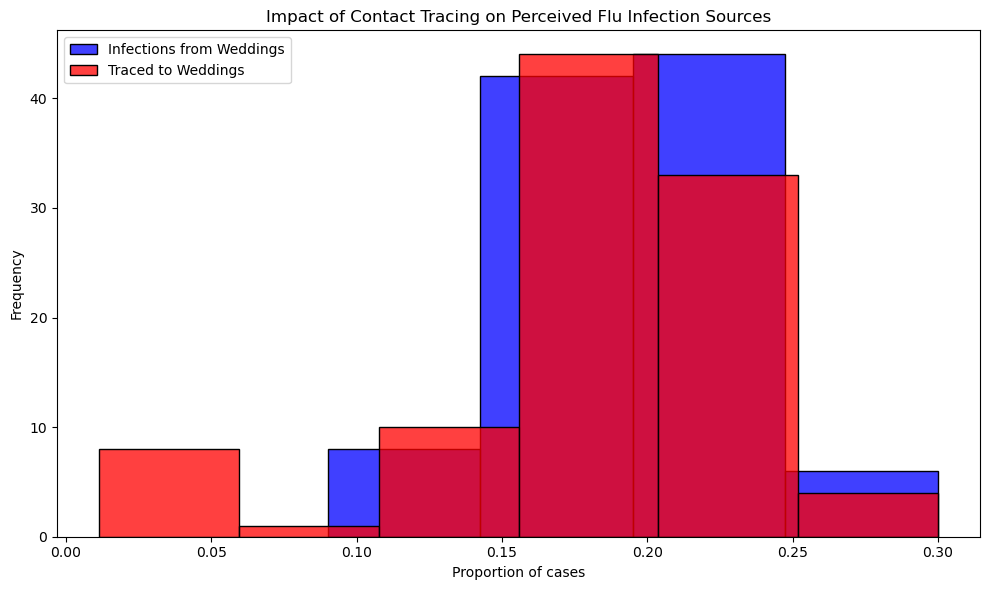 Impact of Contact Tracing on Perceived Flu Infection Sources
Infections from Weddings
Traced to Weddings
Frequency
40
30
20
10
0
0.00 0.05 0.10 0.15 0.20 0.25 0.30
Proportion of cases